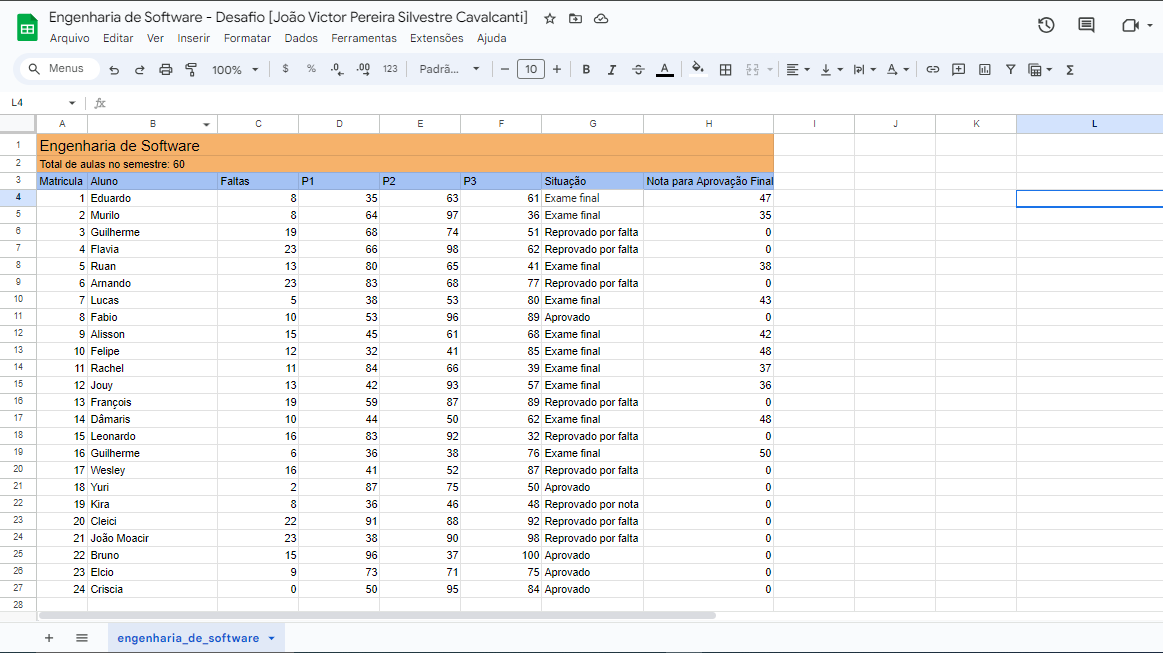 Engenharia de Software - Desafio [João Victor Pereira Silvestre Cavalcanti]
Arquivo Editar Ver Inserir Formatar Dados Ferramentas Extensões Ajuda
Menus 100% $ % .0 .00 123 Padrã... − 10 + B I A A Σ
L4 fx
A B C D E F G H I J K L
1 Engenharia de Software
2 Total de aulas no semestre: 60
3 Matricula Aluno Faltas P1 P2 P3 Situação Nota para Aprovação Final
4 1 Eduardo 8 35 63 61 Exame final 47
5 2 Murilo 8 64 97 36 Exame final 35
6 3 Guilherme 19 68 74 51 Reprovado por falta 0
7 4 Flavia 23 66 98 62 Reprovado por falta 0
8 5 Ruan 13 80 65 41 Exame final 38
9 6 Arnando 23 83 68 77 Reprovado por falta 0
10 7 Lucas 5 38 53 80 Exame final 43
11 8 Fabio 10 53 96 89 Aprovado 0
12 9 Alisson 15 45 61 68 Exame final 42
13 10 Felipe 12 32 41 85 Exame final 48
14 11 Rachel 11 84 66 39 Exame final 37
15 12 Jouy 13 42 93 57 Exame final 36
16 13 François 19 59 87 89 Reprovado por falta 0
17 14 Dâmaris 10 44 50 62 Exame final 48
18 15 Leonardo 16 83 92 32 Reprovado por falta 0
19 16 Guilherme 6 36 38 76 Exame final 50
20 17 Wesley 16 41 52 87 Reprovado por falta 0
21 18 Yuri 2 87 75 50 Aprovado 0
22 19 Kira 8 36 46 48 Reprovado por nota 0
23 20 Cleici 22 91 88 92 Reprovado por falta 0
24 21 João Moacir 23 38 90 98 Reprovado por falta 0
25 22 Bruno 15 96 37 100 Aprovado 0
26 23 Elcio 9 73 71 75 Aprovado 0
27 24 Criscia 0 50 95 84 Aprovado 0
28
+ engenharia_de_software